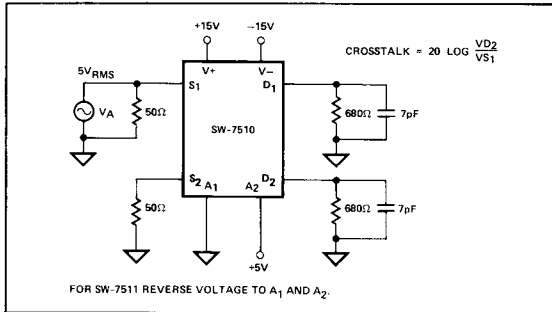 +15V
-15V
CROSSTALK = 20 LOG VD2
VS1
5VRMS
V+
V–
S1
D1
VA
50Ω
SW-7510
680Ω
7pF
S2
A1
A2
D2
50Ω
680Ω
7pF
+5V
FOR SW-7511 REVERSE VOLTAGE TO A1 AND A2.